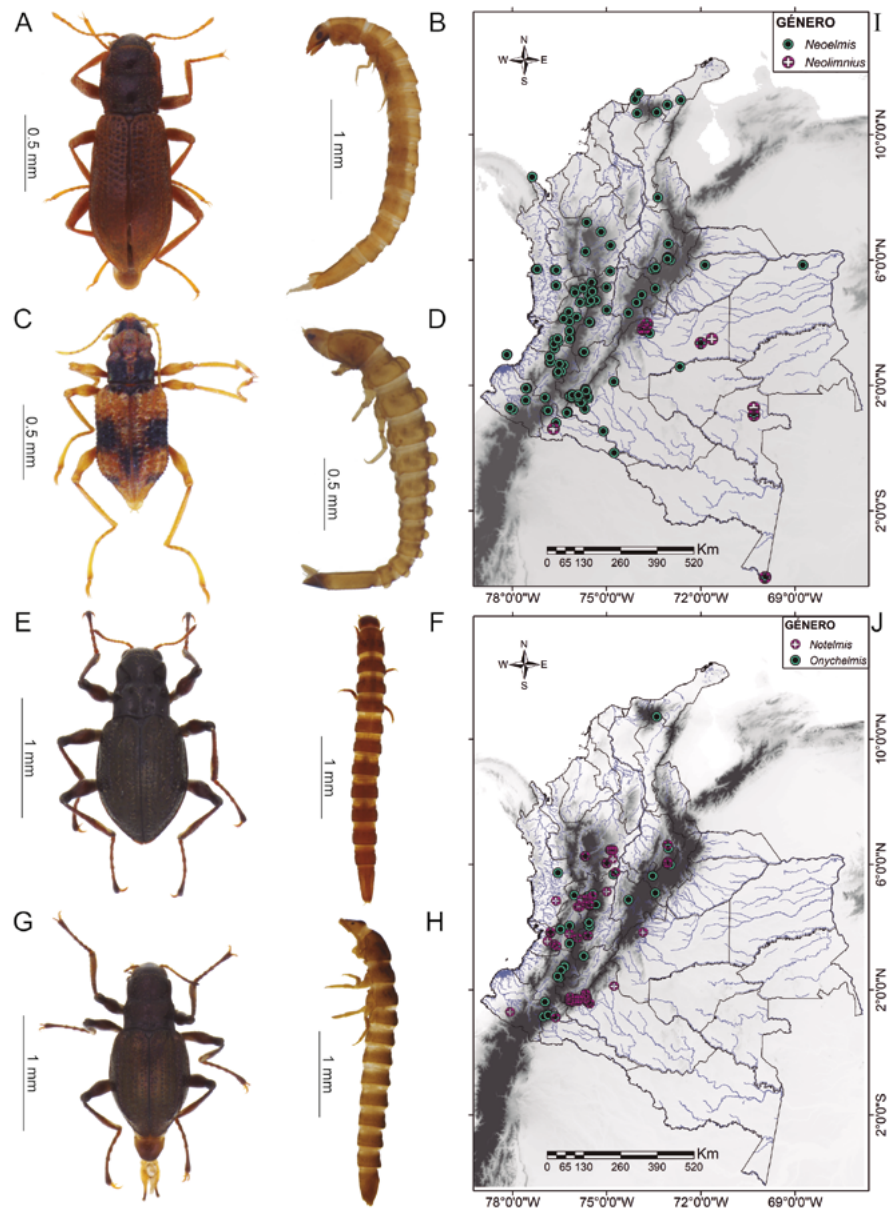 A
B
0.5 mm
1 mm
C
D
0.5 mm
0.5 mm
E
F
1 mm
1 mm
G
H
1 mm
1 mm
I
GÉNERO
Neoelmis
Neolimnius
N
W E
S
10°0'0"N
6°0'0"N
2°0'0"N
2°0'0"S
Km
0 65 130 260 390 520
78°0'0"W 75°0'0"W 72°0'0"W 69°0'0"W
J
GÉNERO
Notelmis
Onychelmis
N
W E
S
10°0'0"N
6°0'0"N
2°0'0"N
2°0'0"S
Km
0 65 130 260 390 520
78°0'0"W 75°0'0"W 72°0'0"W 69°0'0"W